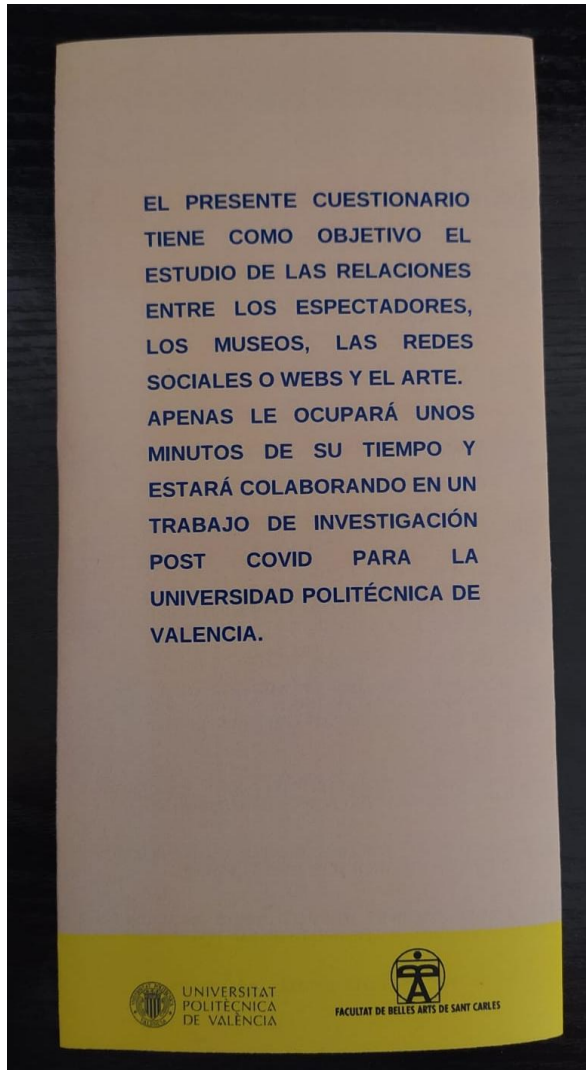 EL PRESENTE CUESTIONARIO
TIENE COMO OBJETIVO EL
ESTUDIO DE LAS RELACIONES
ENTRE LOS ESPECTADORES,
LOS MUSEOS, LAS REDES
SOCIALES O WEBS Y EL ARTE.
APENAS LE OCUPARÁ UNOS
MINUTOS DE SU TIEMPO Y
ESTARÁ COLABORANDO EN UN
TRABAJO DE INVESTIGACIÓN
POST COVID PARA LA
UNIVERSIDAD POLITÉCNICA DE
VALENCIA.
UNIVERSITAT
POLITÈCNICA
DE VALÈNCIA
FACULTAT DE BELLES ARTS DE SANT CARLES